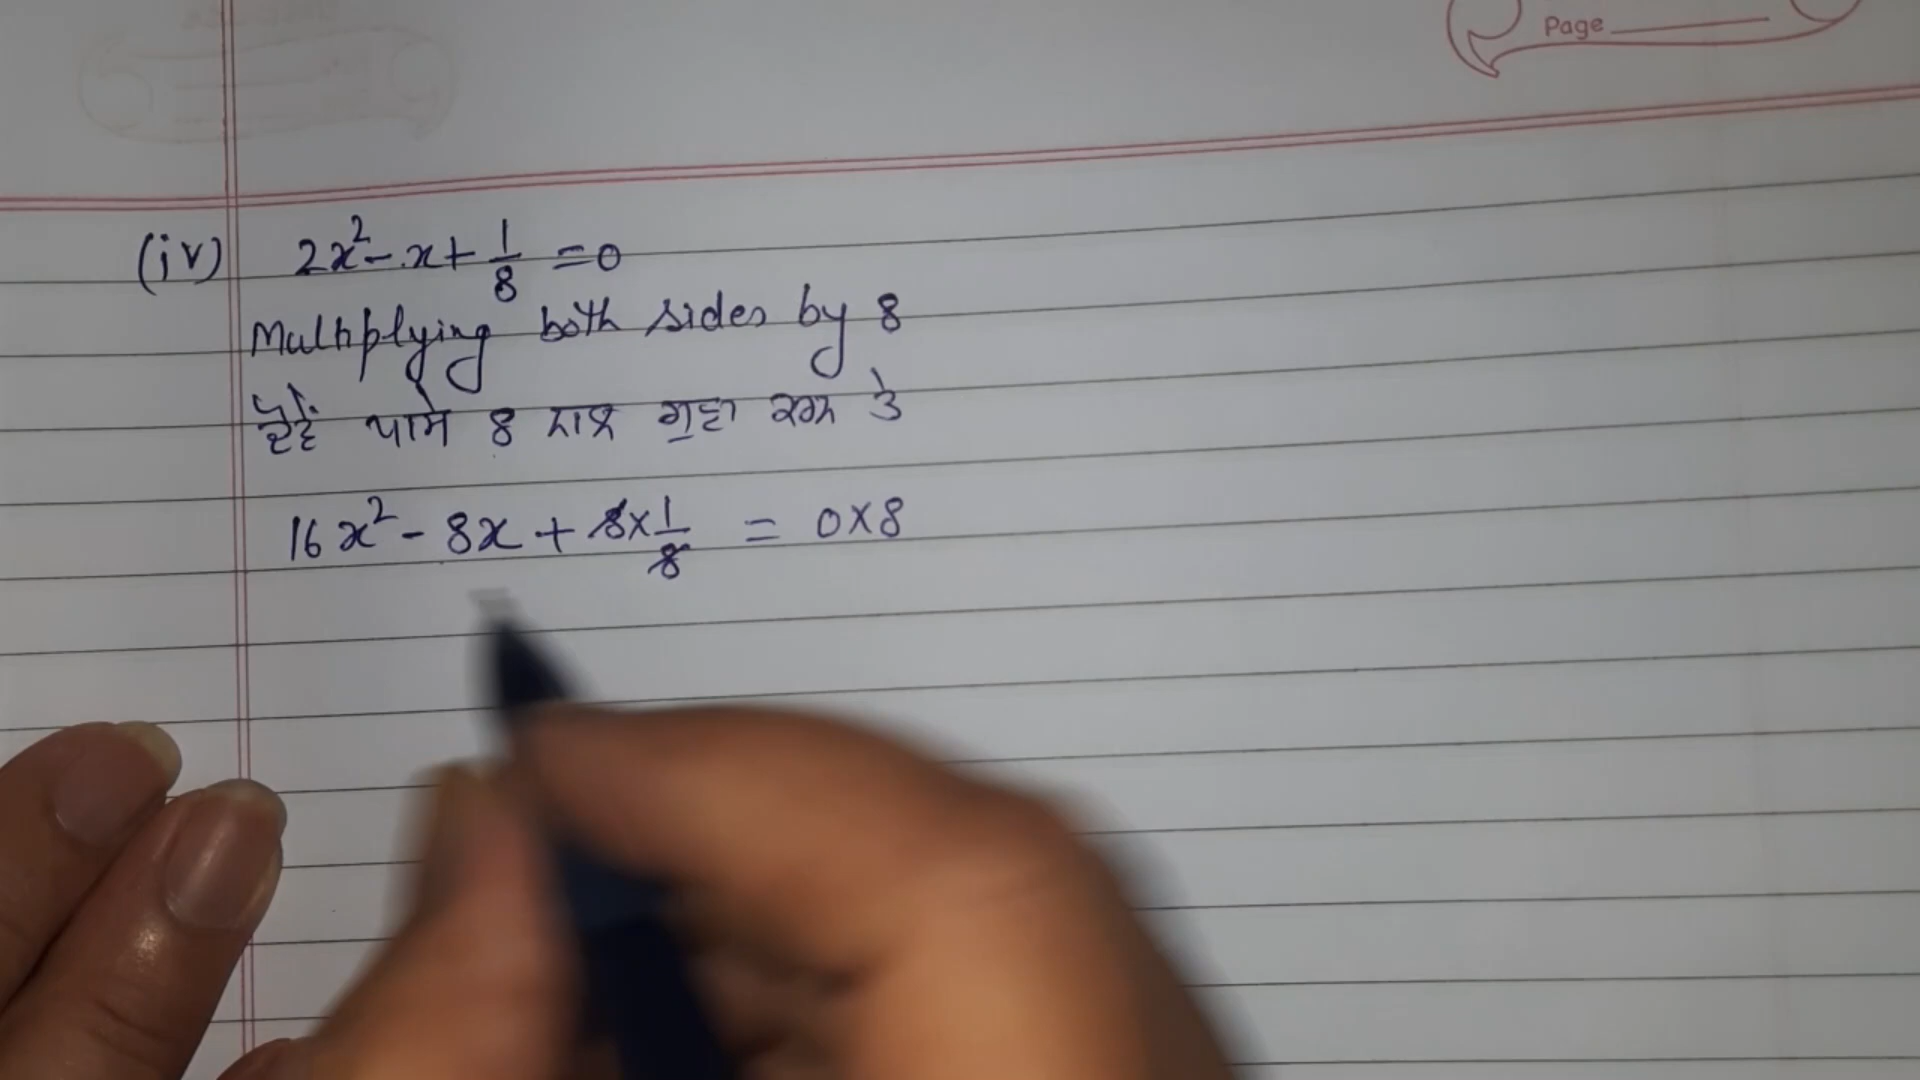 Page
(iv) 2x² - x + 1/8 = 0
Multiplying both sides by 8
ਦੋਵੇਂ ਪਾਸੇ 8 ਨਾਲ ਗੁਣਾ ਕਰਨ ਤੇ
16x² - 8x + 8×1/8 = 0×8